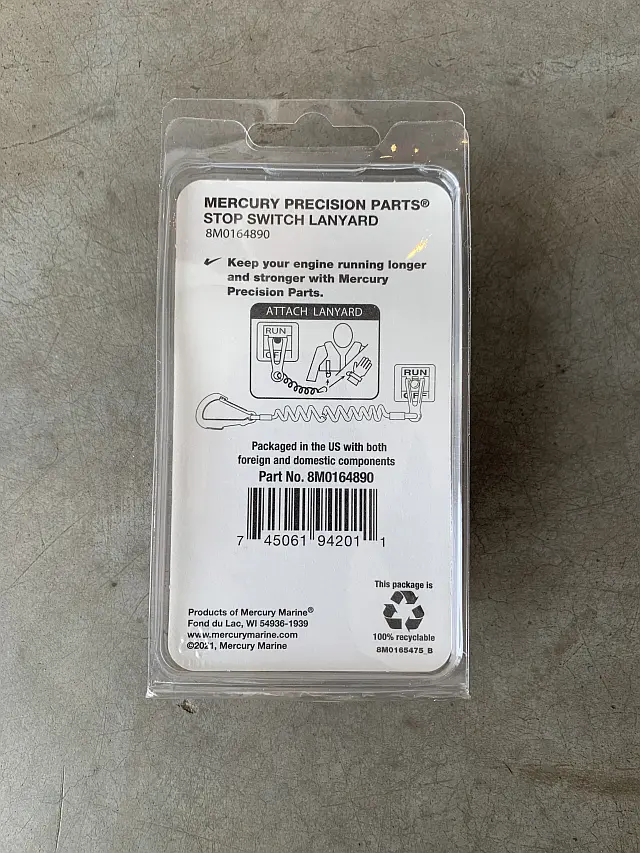 MERCURY PRECISION PARTS®
STOP SWITCH LANYARD
8M0164890
Keep your engine running longer
and stronger with Mercury
Precision Parts.
ATTACH LANYARD
RUN
OFF
RUN
OFF
Packaged in the US with both
foreign and domestic components
Part No. 8M0164890
7 45061 94201 1
This package is
100% recyclable
8M0165475_B
Products of Mercury Marine®
Fond du Lac, WI 54936-1939
www.mercurymarine.com
©2021, Mercury Marine